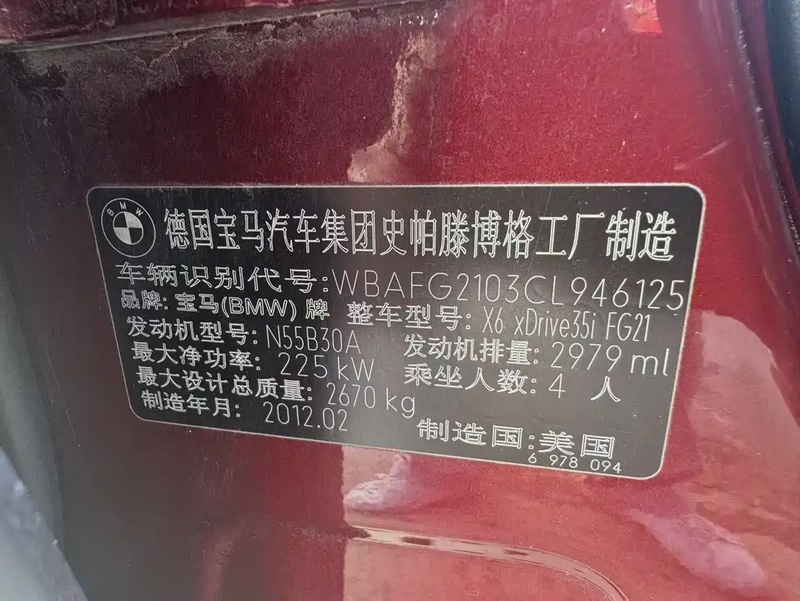 BMW
德国宝马汽车集团史帕滕博格工厂制造
车辆识别代号:WBAFG2103CL946125
品牌: 宝马(BMW) 牌 整车型号: X6 xDrive35i FG21
发动机型号: N55B30A 发动机排量: 2979 ml
最大净功率: 225 kW 乘坐人数: 4 人
最大设计总质量: 2670 kg
制造年月: 2012.02 制造国:美国
6 978 094